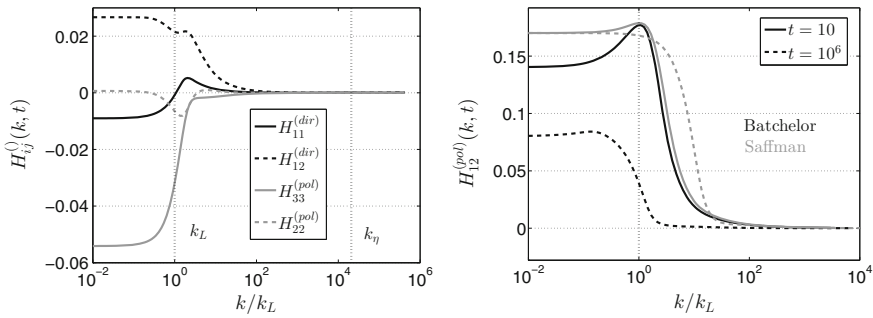 0.02
0
-0.02
-0.04
-0.06
H_{ij}^{()}(k, t)
H_{11}^{(dir)}
H_{12}^{(dir)}
H_{33}^{(pol)}
H_{22}^{(pol)}
k_L
k_η
10^{-2} 10^0 10^2 10^4 10^6
k/k_L
0.15
0.1
0.05
0
H_{12}^{(pol)}(k, t)
t = 10
t = 10^6
Batchelor
Saffman
10^{-2} 10^0 10^2 10^4
k/k_L